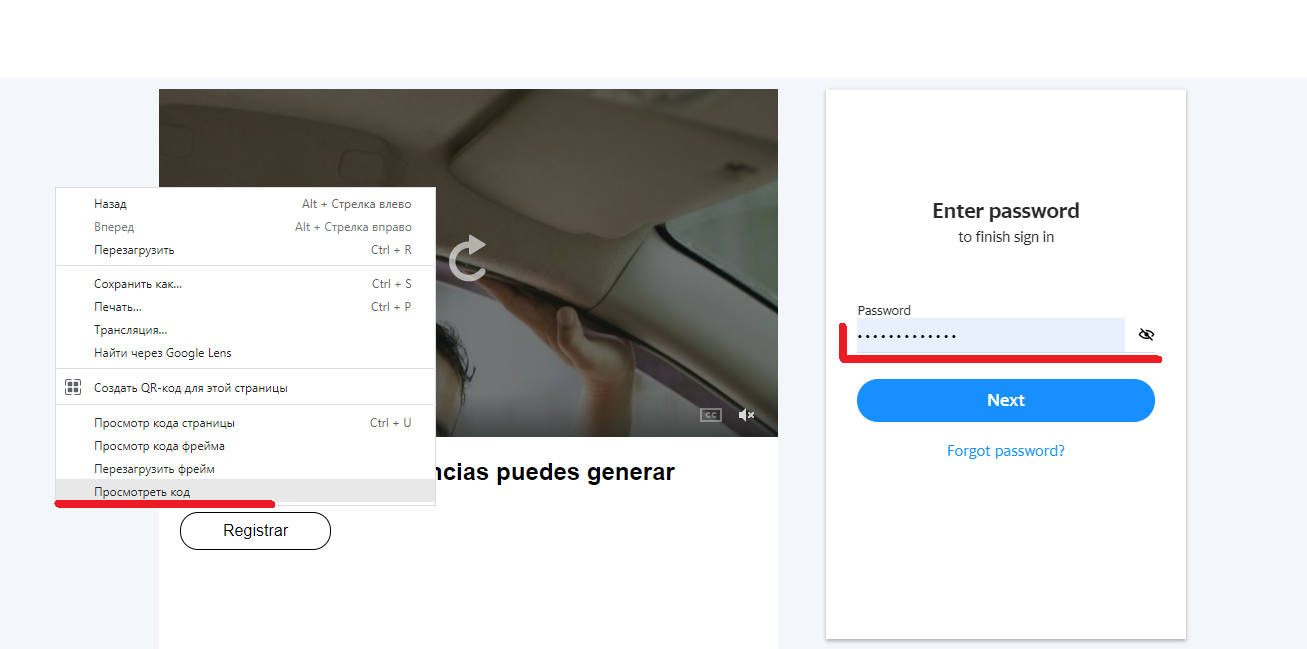 Назад Alt + Стрелка влево
Вперед Alt + Стрелка вправо
Перезагрузить Ctrl + R
Сохранить как... Ctrl + S
Печать... Ctrl + P
Трансляция...
Найти через Google Lens
Создать QR-код для этой страницы
Просмотр кода страницы Ctrl + U
Просмотр кода фрейма
Перезагрузить фрейм
Просмотреть код
CC
ncias puedes generar
Registrar
Enter password
to finish sign in
Password
Next
Forgot password?